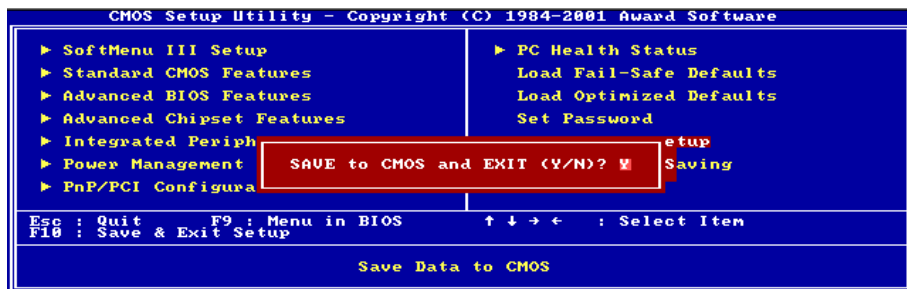 CMOS Setup Utility - Copyright (C) 1984-2001 Award Software
► SoftMenu III Setup
► Standard CMOS Features
► Advanced BIOS Features
► Advanced Chipset Features
► Integrated Periph
► Power Management
► PnP/PCI Configura
► PC Health Status
Load Fail-Safe Defaults
Load Optimized Defaults
Set Password
etup
Saving
SAVE to CMOS and EXIT (Y/N)? Y
Esc : Quit F9 : Menu in BIOS ↑ ↓ → ← : Select Item
F10 : Save & Exit Setup
Save Data to CMOS